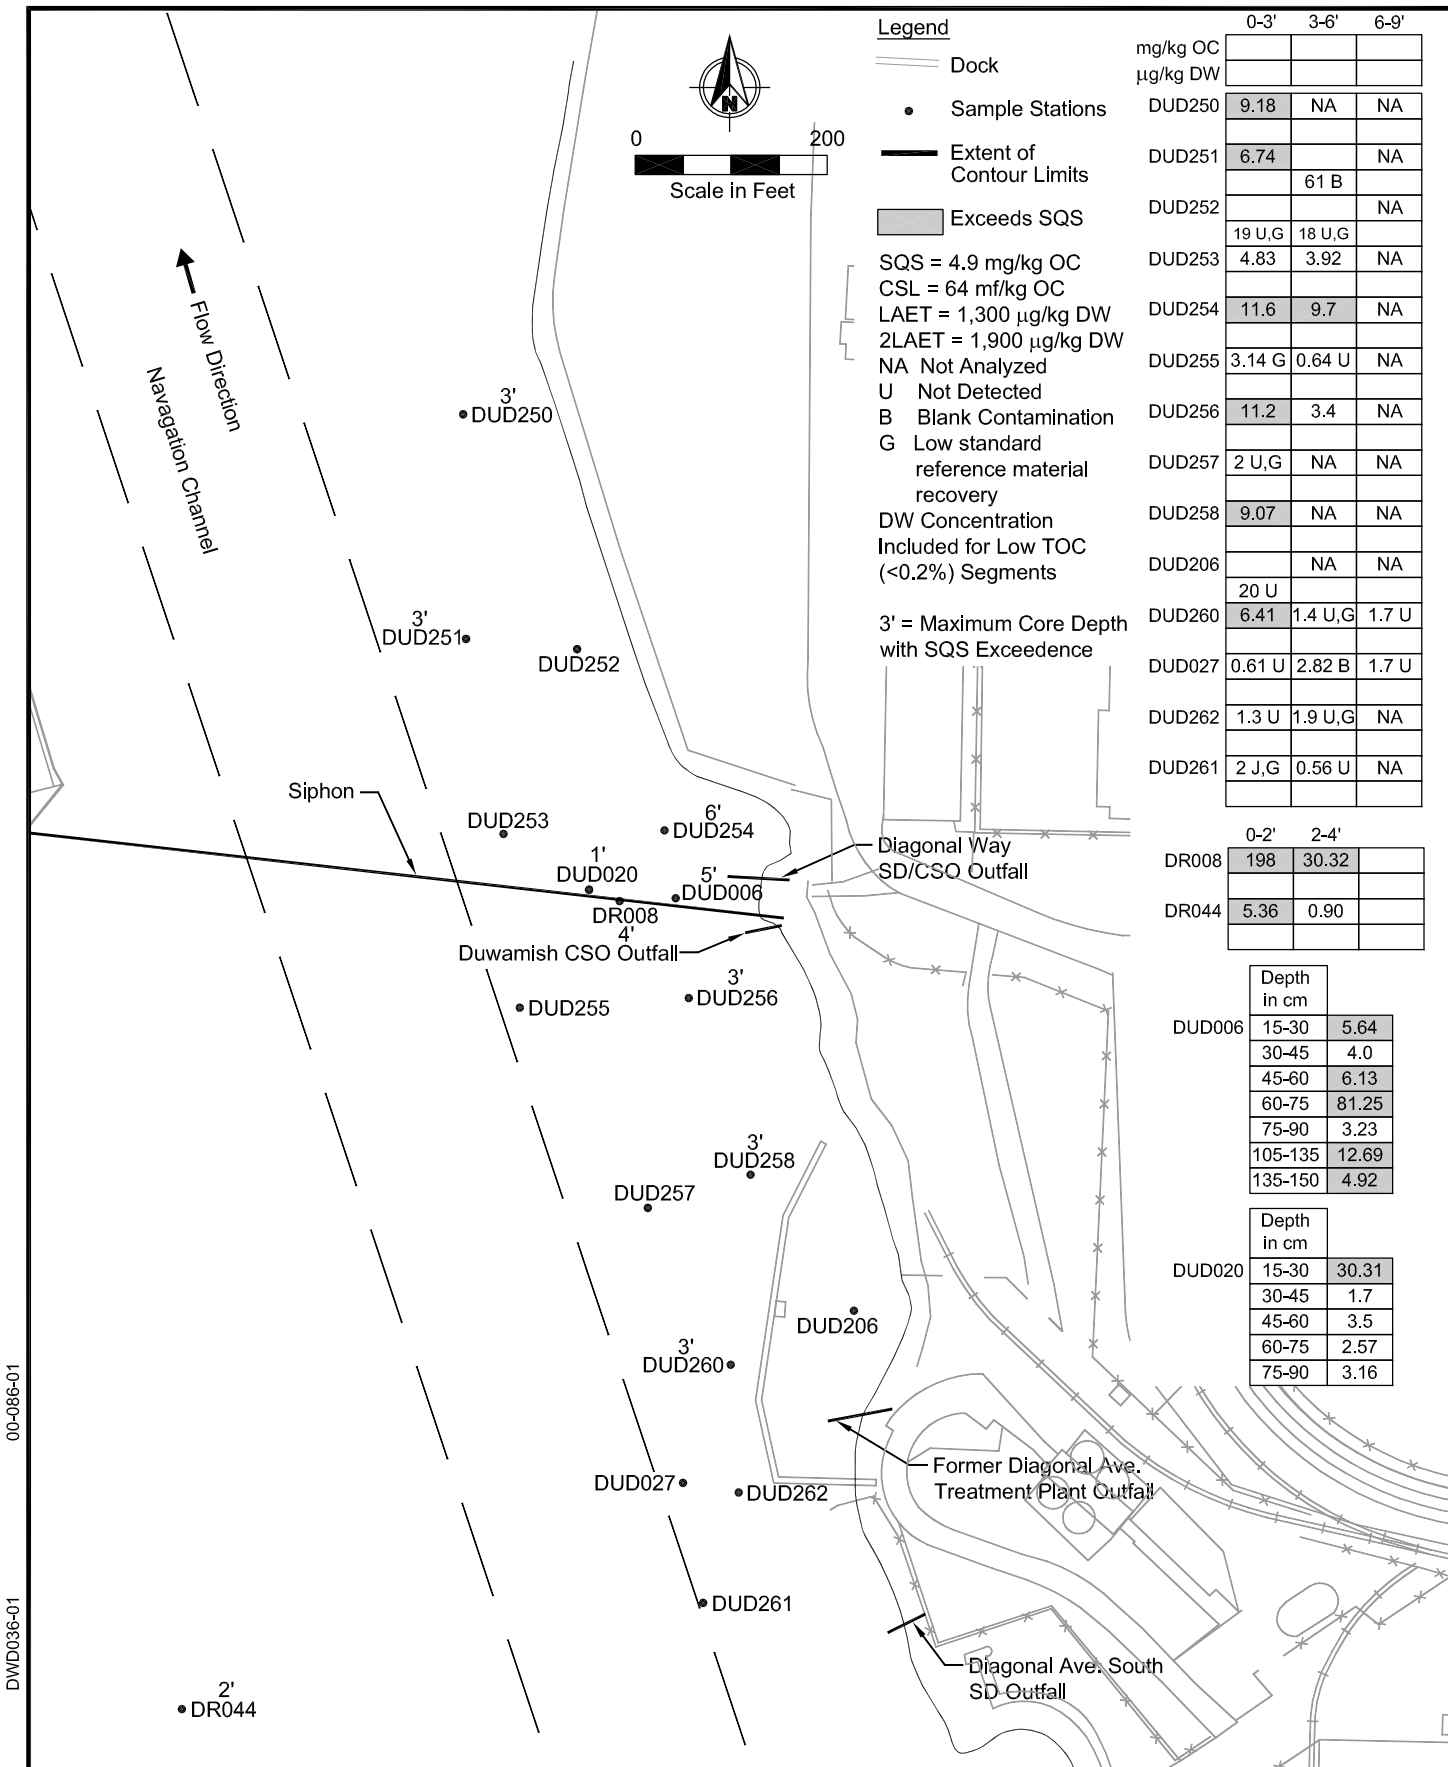 Legend
Dock
Sample Stations
Extent of
Contour Limits
Exceeds SQS
SQS = 4.9 mg/kg OC
CSL = 64 mf/kg OC
LAET = 1,300 µg/kg DW
2LAET = 1,900 µg/kg DW
NA Not Analyzed
U Not Detected
B Blank Contamination
G Low standard
reference material
recovery
DW Concentration
Included for Low TOC
(<0.2%) Segments
3' = Maximum Core Depth
with SQS Exceedence
N
0 200
Scale in Feet
Flow Direction
Navagation Channel
3'
DUD250
3'
DUD251
DUD252
Siphon
DUD253
6'
DUD254
1'
DUD020
5'
DUD006
DR008
4'
Diagonal Way
SD/CSO Outfall
Duwamish CSO Outfall
3'
DUD256
DUD255
3'
DUD258
DUD257
DUD206
3'
DUD260
DUD027
DUD262
Former Diagonal Ave.
Treatment Plant Outfall
DUD261
Diagonal Ave. South
SD Outfall
2'
DR044
00-086-01
DWD036-01
0-3' 3-6' 6-9'
mg/kg OC
µg/kg DW
DUD250 9.18 NA NA
DUD251 6.74 NA
61 B
DUD252 NA
19 U,G 18 U,G
DUD253 4.83 3.92 NA
DUD254 11.6 9.7 NA
DUD255 3.14 G 0.64 U NA
DUD256 11.2 3.4 NA
DUD257 2 U,G NA NA
DUD258 9.07 NA NA
DUD206 NA NA
20 U
DUD260 6.41 1.4 U,G 1.7 U
DUD027 0.61 U 2.82 B 1.7 U
DUD262 1.3 U 1.9 U,G NA
DUD261 2 J,G 0.56 U NA
0-2' 2-4'
DR008 198 30.32
DR044 5.36 0.90
Depth
in cm
DUD006 15-30 5.64
30-45 4.0
45-60 6.13
60-75 81.25
75-90 3.23
105-135 12.69
135-150 4.92
Depth
in cm
DUD020 15-30 30.31
30-45 1.7
45-60 3.5
60-75 2.57
75-90 3.16